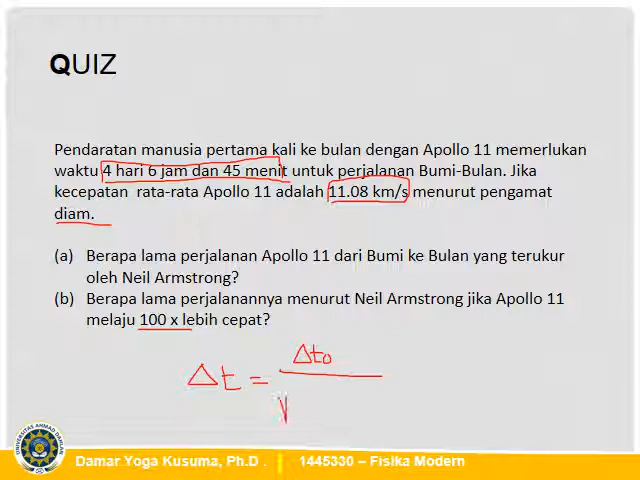 QUIZ
Pendaratan manusia pertama kali ke bulan dengan Apollo 11 memerlukan
waktu 4 hari 6 jam dan 45 menit untuk perjalanan Bumi-Bulan. Jika
kecepatan rata-rata Apollo 11 adalah 11.08 km/s menurut pengamat
diam.
(a) Berapa lama perjalanan Apollo 11 dari Bumi ke Bulan yang terukur
oleh Neil Armstrong?
(b) Berapa lama perjalanannya menurut Neil Armstrong jika Apollo 11
melaju 100 x lebih cepat?
Δto
Δt =
UNIVERSITAS AHMAD DAHLAN
Damar Yoga Kusuma, Ph.D . 1445330 – Fisika Modern